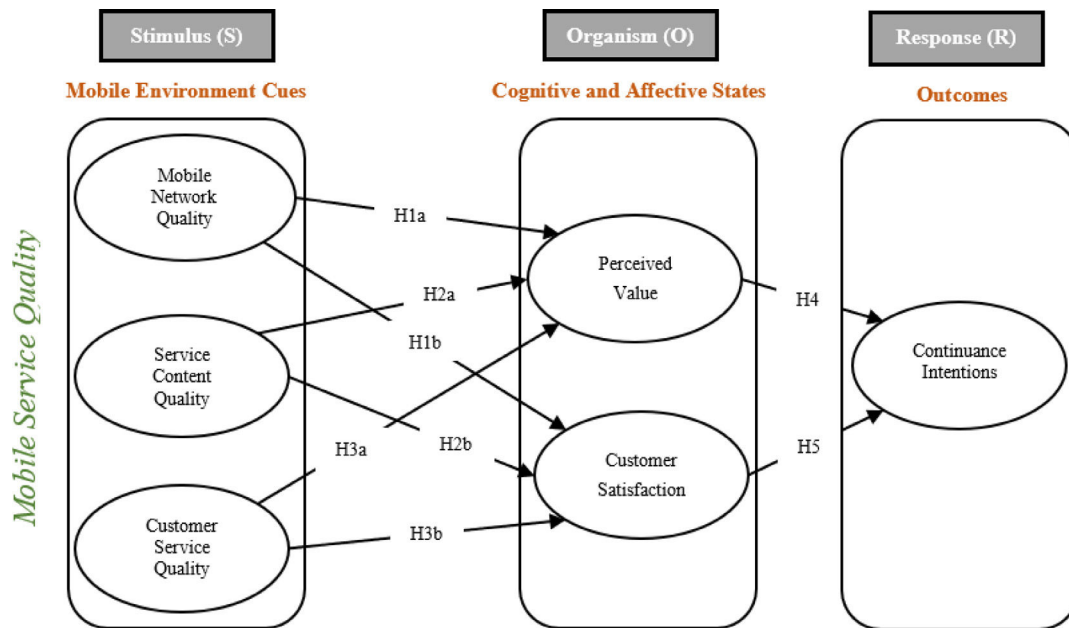 Stimulus (S)
Organism (O)
Response (R)
Mobile Environment Cues
Cognitive and Affective States
Outcomes
Mobile Service Quality
Mobile
Network
Quality
Service
Content
Quality
Customer
Service
Quality
H1a
H2a
H1b
H3a
H2b
H3b
Perceived
Value
Customer
Satisfaction
H4
H5
Continuance
Intentions